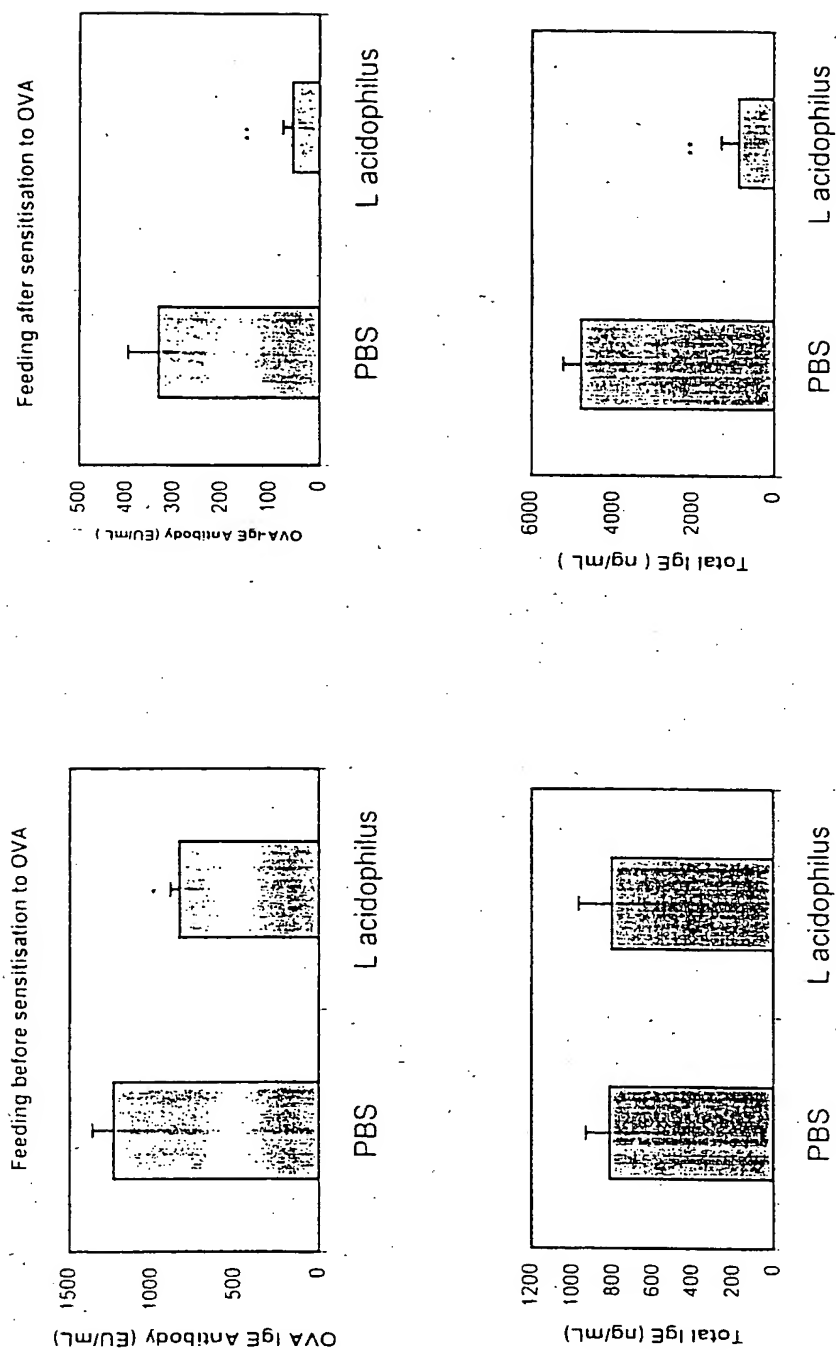 Feeding before sensitisation to OVA
OVA IgE Antibody (EU/mL)
1500
1000
500
0
PBS
L acidophilus
Feeding after sensitisation to OVA
OVA-IgE Antibody (EU/mL )
500
400
300
200
100
0
PBS
L acidophilus
Total IgE (ng/mL)
1200
1000
800
600
400
200
0
PBS
L acidophilus
Total IgE ( ng/mL )
6000
4000
2000
0
PBS
L acidophilus